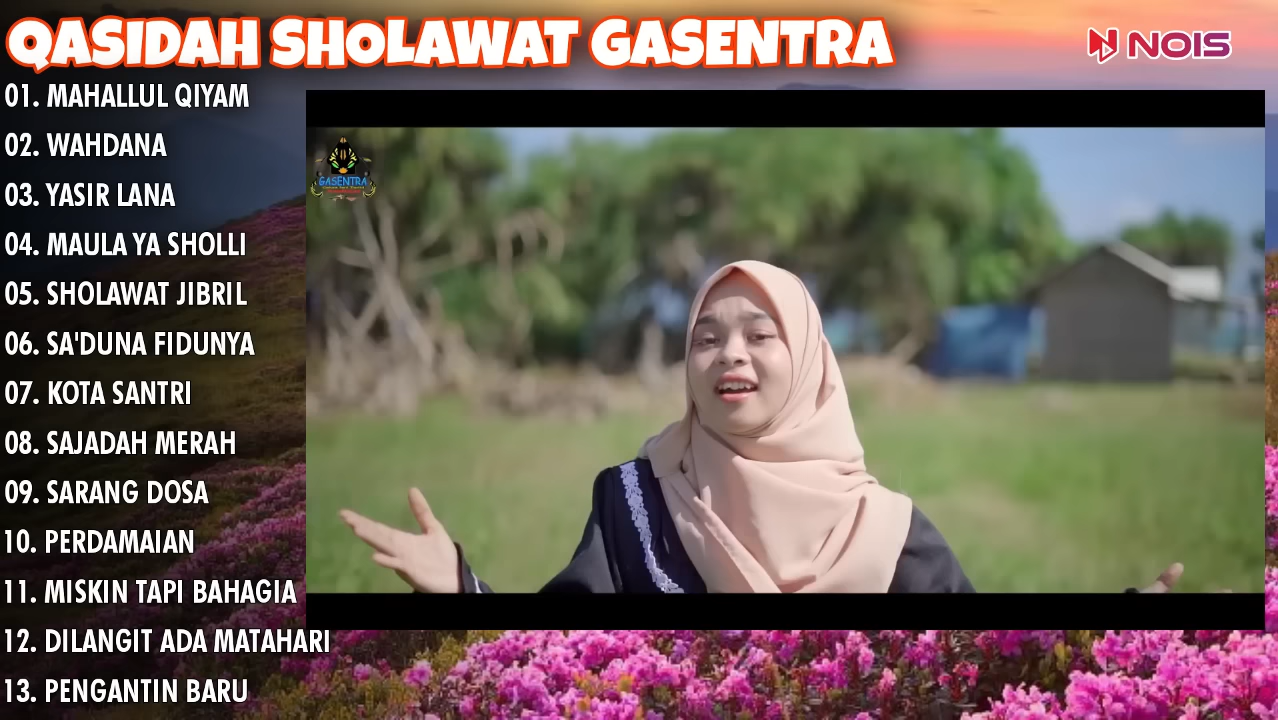 QASIDAH SHOLAWAT GASENTRA
NOIS
01. MAHALLUL QIYAM
02. WAHDANA
03. YASIR LANA
04. MAULA YA SHOLLI
05. SHOLAWAT JIBRIL
06. SA'DUNA FIDUNYA
07. KOTA SANTRI
08. SAJADAH MERAH
09. SARANG DOSA
10. PERDAMAIAN
11. MISKIN TAPI BAHAGIA
12. DILANGIT ADA MATAHARI
13. PENGANTIN BARU
GASENTRA